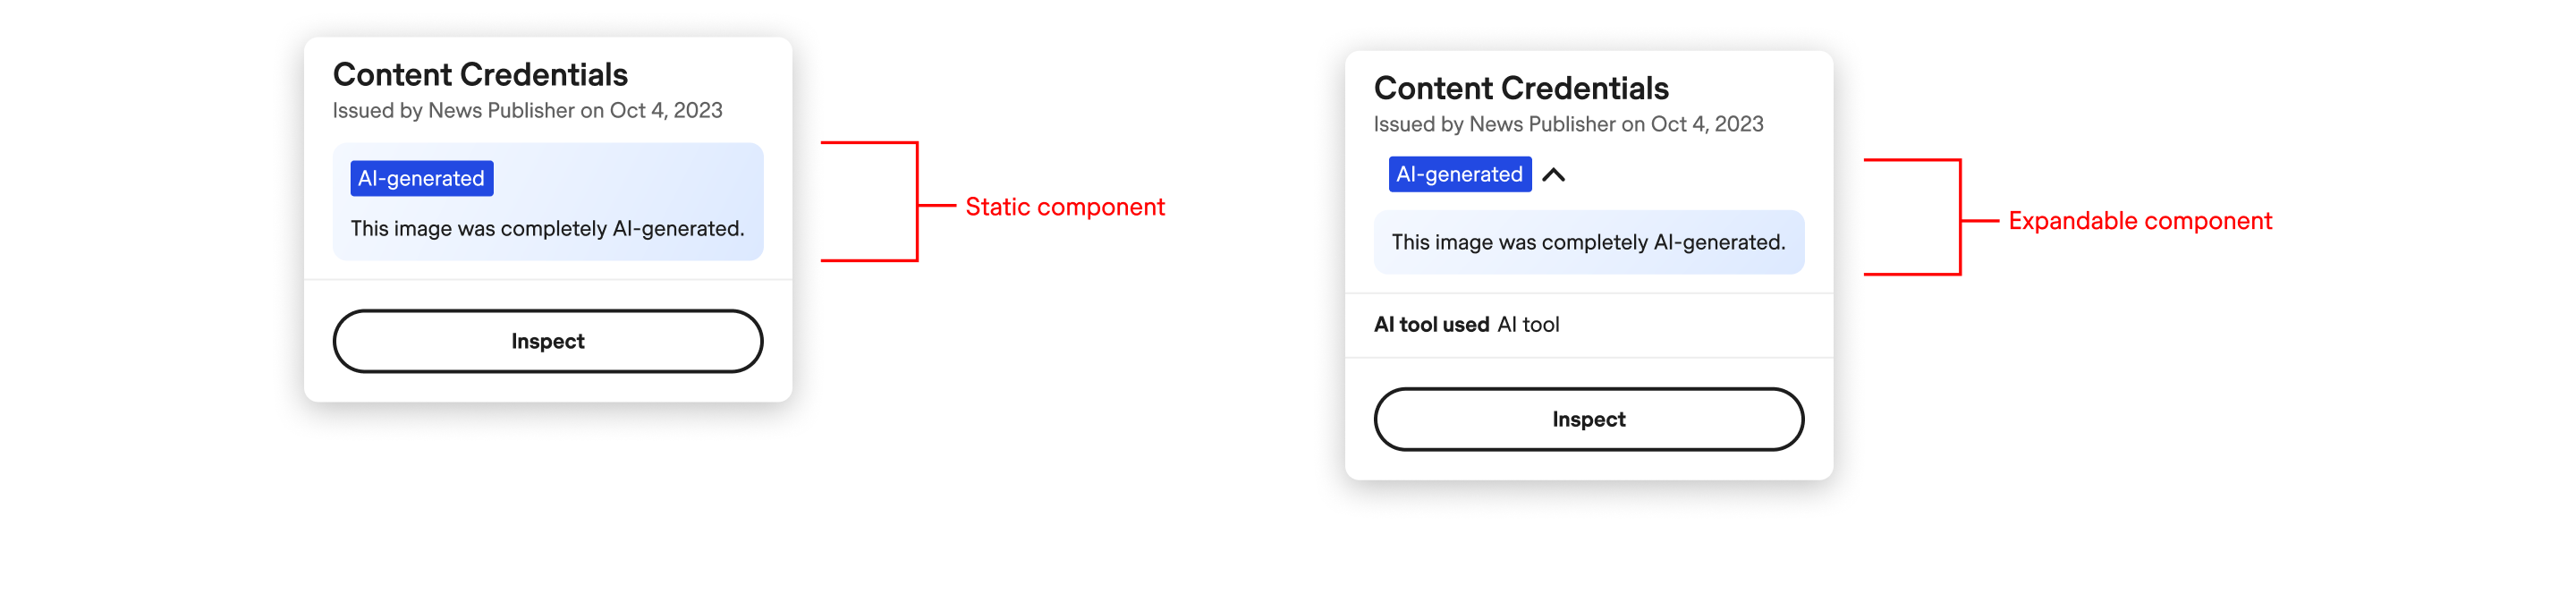 Content Credentials
Issued by News Publisher on Oct 4, 2023
AI-generated
This image was completely AI-generated.
Inspect
Static component
Content Credentials
Issued by News Publisher on Oct 4, 2023
AI-generated
This image was completely AI-generated.
AI tool used AI tool
Inspect
Expandable component